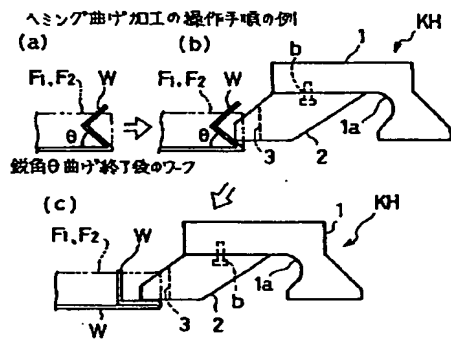 ヘミング曲げ加工の操作手順の例
(a)
(b)
1
KH
F1、F2
W
θ
F1、F2
W
θ
b
3
2
1a
鋭角θ曲げ終了後のワーク
(c)
F1、F2
W
W
3
b
2
1a
1
KH